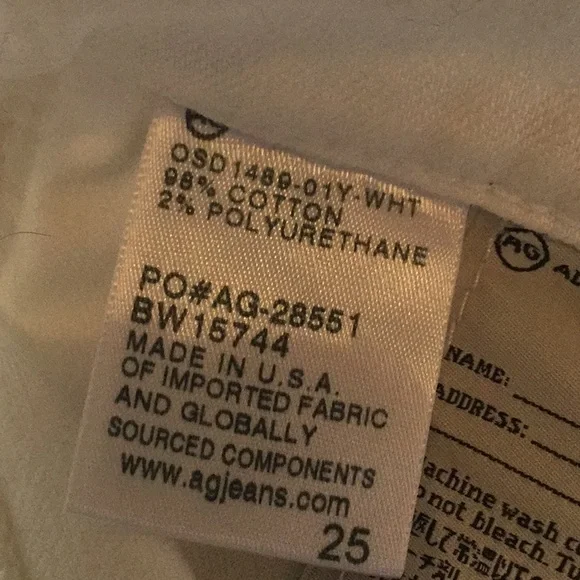 OSD1489-01Y-WHT
98% COTTON
2% POLYURETHANE
PO#AG-28551
BW15744
MADE IN U.S.A.
OF IMPORTED FABRIC
AND GLOBALLY
SOURCED COMPONENTS
www.agjeans.com
25
AG
NAME:
ADDRESS:
achine wash
not bleach.